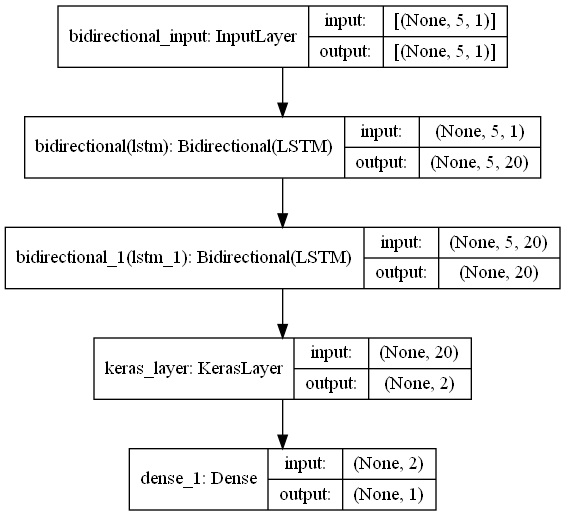 bidirectional_input: InputLayer
input:
[(None, 5, 1)]
output:
[(None, 5, 1)]
bidirectional(lstm): Bidirectional(LSTM)
input:
(None, 5, 1)
output:
(None, 5, 20)
bidirectional_1(lstm_1): Bidirectional(LSTM)
input:
(None, 5, 20)
output:
(None, 20)
keras_layer: KerasLayer
input:
(None, 20)
output:
(None, 2)
dense_1: Dense
input:
(None, 2)
output:
(None, 1)